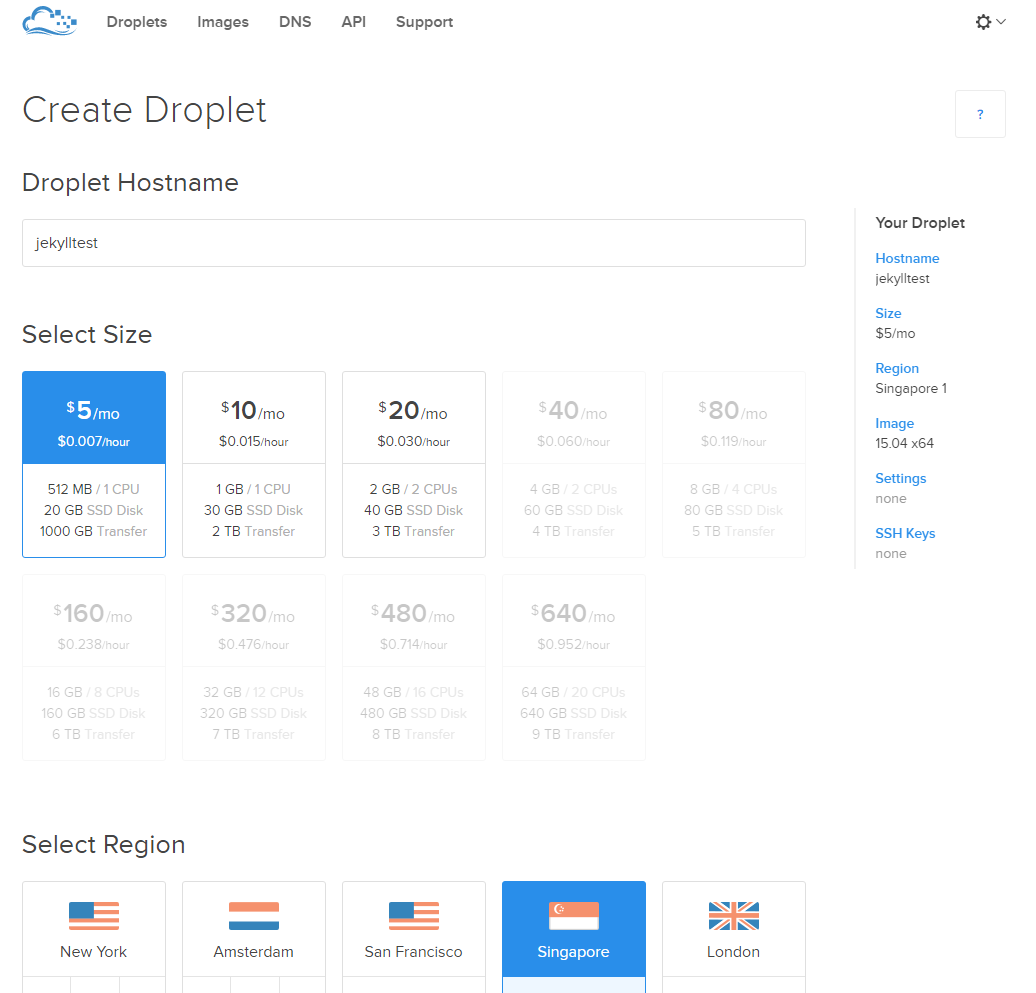 Droplets Images DNS API Support
Create Droplet
?
Droplet Hostname
jekylltest
Select Size
$5/mo
$0.007/hour
512 MB / 1 CPU
20 GB SSD Disk
1000 GB Transfer
$10/mo
$0.015/hour
1 GB / 1 CPU
30 GB SSD Disk
2 TB Transfer
$20/mo
$0.030/hour
2 GB / 2 CPUs
40 GB SSD Disk
3 TB Transfer
$40/mo
$0.060/hour
4 GB / 2 CPUs
60 GB SSD Disk
4 TB Transfer
$80/mo
$0.119/hour
8 GB / 4 CPUs
80 GB SSD Disk
5 TB Transfer
$160/mo
$0.238/hour
16 GB / 8 CPUs
160 GB SSD Disk
6 TB Transfer
$320/mo
$0.476/hour
32 GB / 12 CPUs
320 GB SSD Disk
7 TB Transfer
$480/mo
$0.714/hour
48 GB / 16 CPUs
480 GB SSD Disk
8 TB Transfer
$640/mo
$0.952/hour
64 GB / 20 CPUs
640 GB SSD Disk
9 TB Transfer
Select Region
New York
Amsterdam
San Francisco
Singapore
London
Your Droplet
Hostname
jekylltest
Size
$5/mo
Region
Singapore 1
Image
15.04 x64
Settings
none
SSH Keys
none